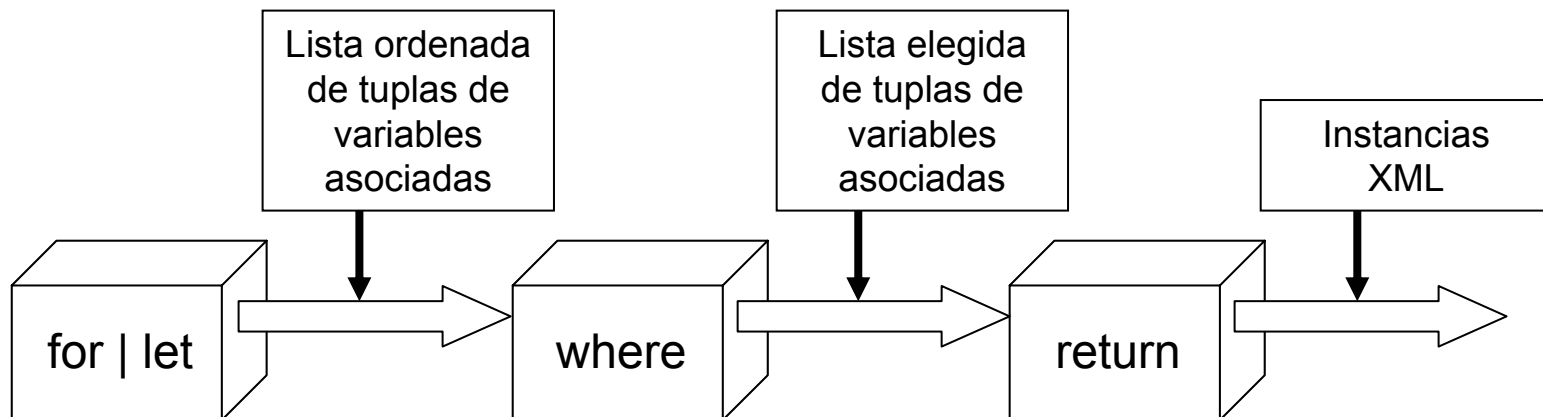 Lista ordenada
de tuplas de
variables
asociadas
Lista elegida
de tuplas de
variables
asociadas
Instancias
XML
for | let
where
return